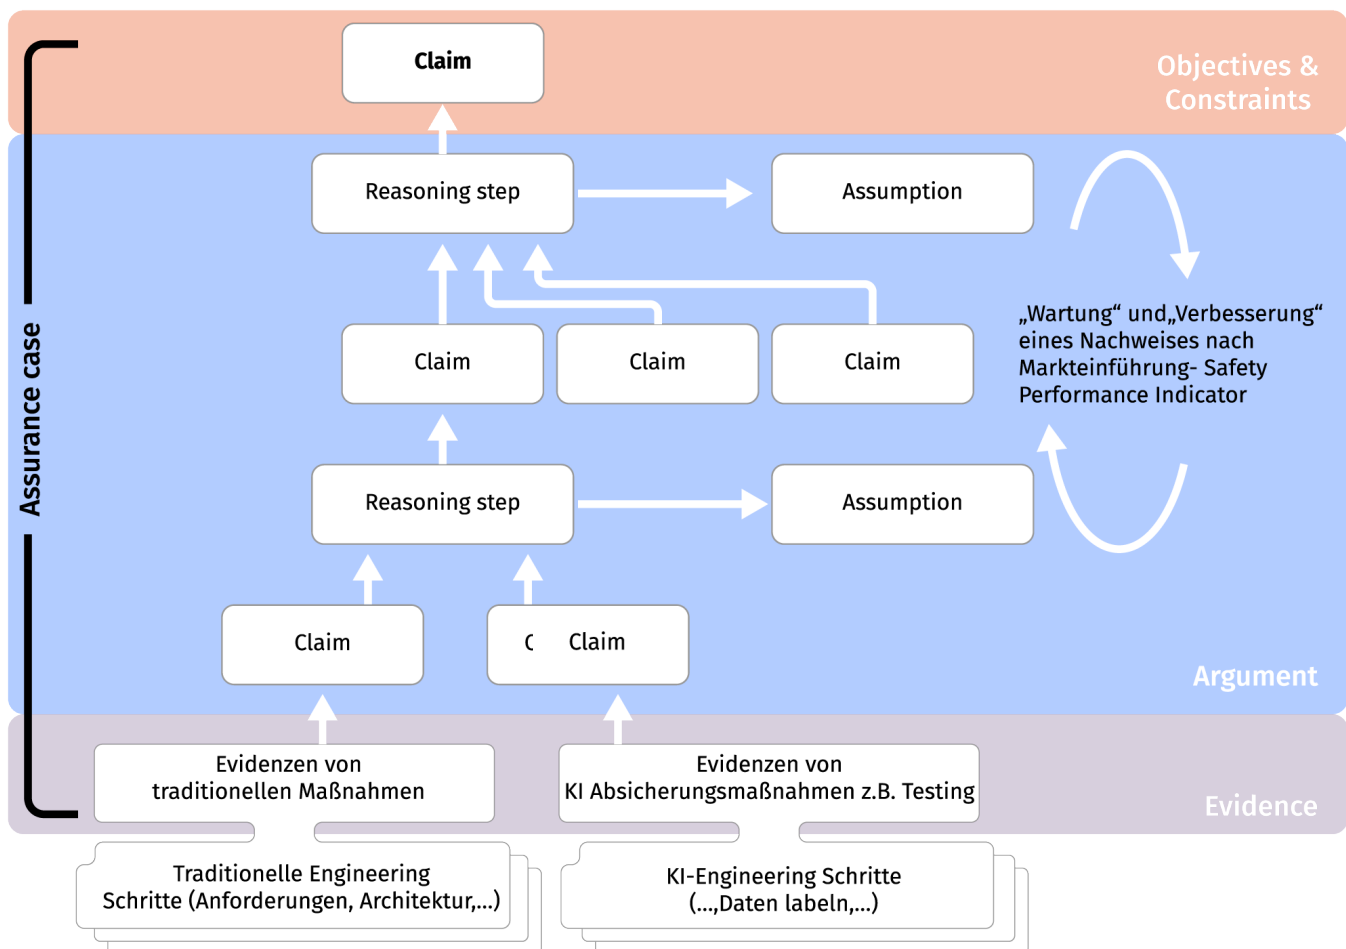 Claim
Objectives &
Constraints
Reasoning step
Assumption
„Wartung“ und„Verbesserung“
eines Nachweises nach
Markteinführung- Safety
Performance Indicator
Claim
Claim
Claim
Assurance case
Reasoning step
Assumption
Claim
C Claim
Argument
Evidenzen von
traditionellen Maßnahmen
Evidenzen von
KI Absicherungsmaßnahmen z.B. Testing
Evidence
Traditionelle Engineering
Schritte (Anforderungen, Architektur,...)
KI-Engineering Schritte
(...,Daten labeln,...)